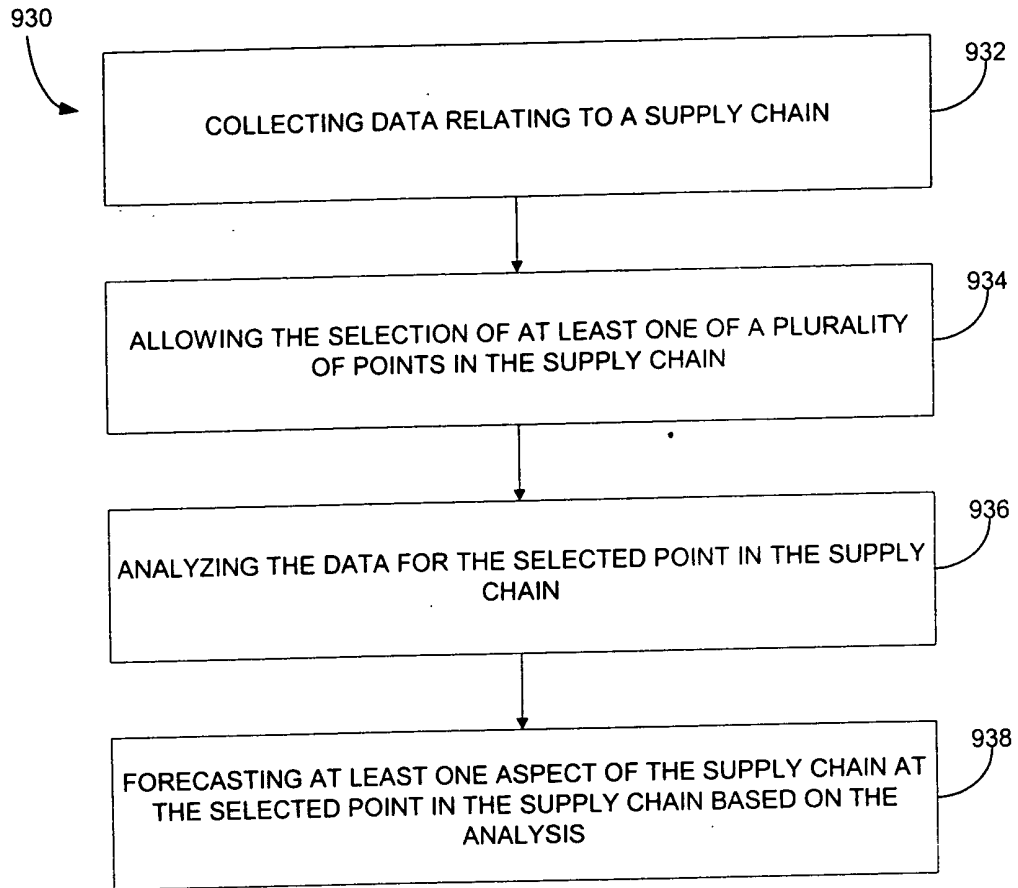 930
932
COLLECTING DATA RELATING TO A SUPPLY CHAIN
934
ALLOWING THE SELECTION OF AT LEAST ONE OF A PLURALITY
OF POINTS IN THE SUPPLY CHAIN
936
ANALYZING THE DATA FOR THE SELECTED POINT IN THE SUPPLY
CHAIN
938
FORECASTING AT LEAST ONE ASPECT OF THE SUPPLY CHAIN AT
THE SELECTED POINT IN THE SUPPLY CHAIN BASED ON THE
ANALYSIS